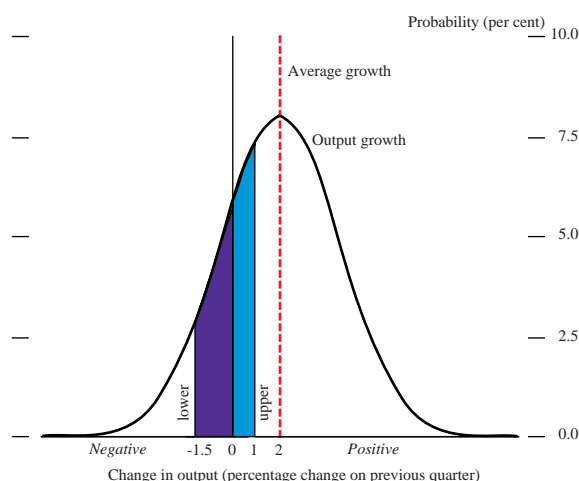 Probability (per cent)
10.0
Average growth
Output growth
7.5
5.0
2.5
lower
upper
0.0
Negative -1.5 0 1 2 Positive
Change in output (percentage change on previous quarter)